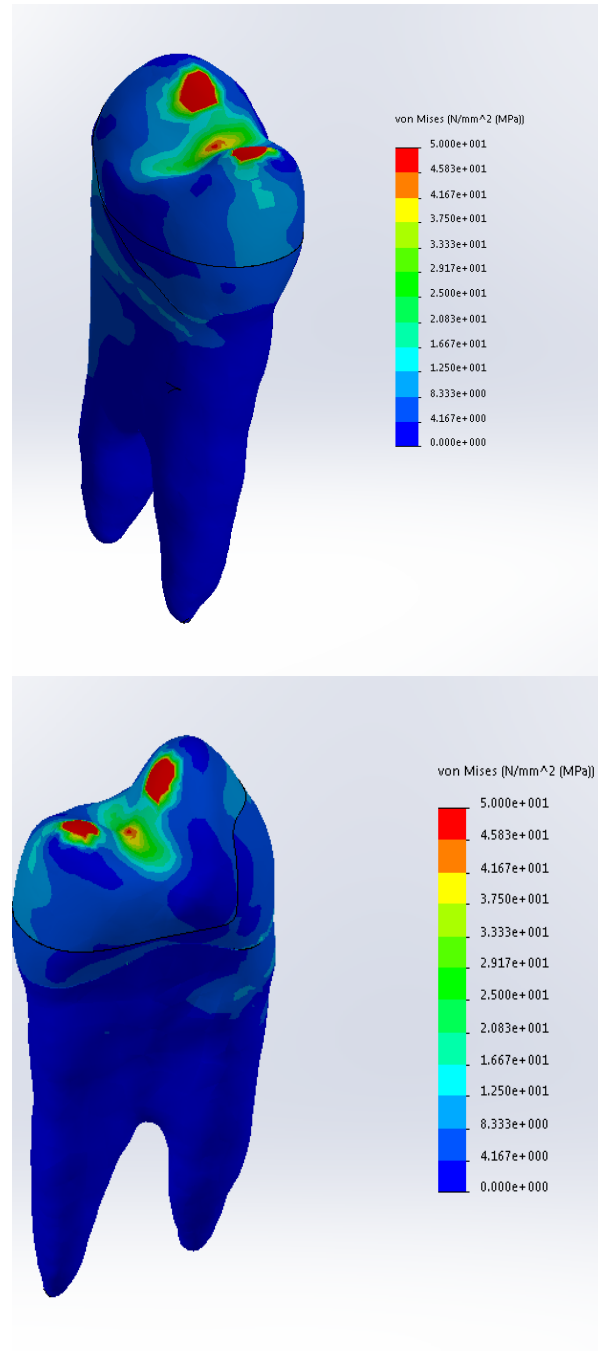 von Mises (N/mm^2 (MPa))
5.000e+001
4.583e+001
4.167e+001
3.750e+001
3.333e+001
2.917e+001
2.500e+001
2.083e+001
1.667e+001
1.250e+001
8.333e+000
4.167e+000
0.000e+000
von Mises (N/mm^2 (MPa))
5.000e+001
4.583e+001
4.167e+001
3.750e+001
3.333e+001
2.917e+001
2.500e+001
2.083e+001
1.667e+001
1.250e+001
8.333e+000
4.167e+000
0.000e+000